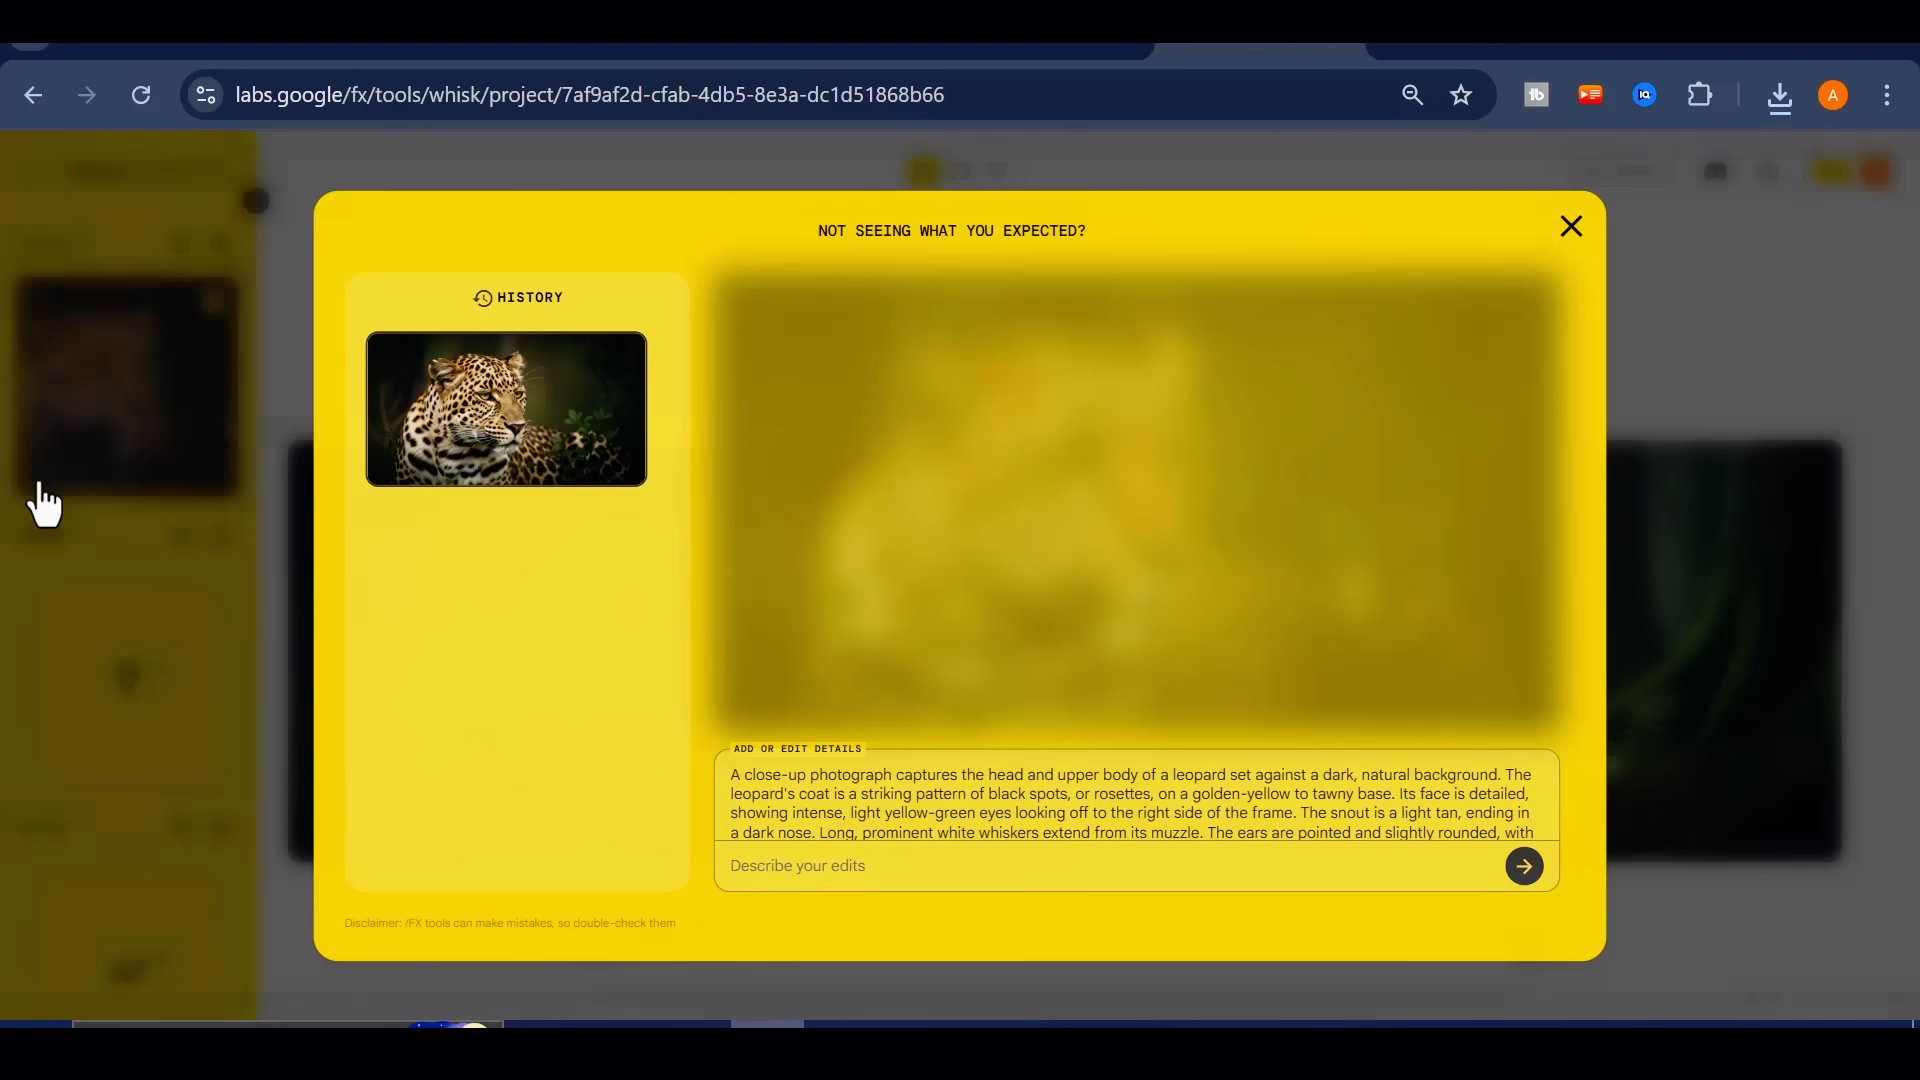 labs.google/fx/tools/whisk/project/7af9af2d-cfab-4db5-8e3a-dc1d51868b66
A
NOT SEEING WHAT YOU EXPECTED?
HISTORY
ADD OR EDIT DETAILS
A close-up photograph captures the head and upper body of a leopard set against a dark, natural background. The
leopard's coat is a striking pattern of black spots, or rosettes, on a golden-yellow to tawny base. Its face is detailed,
showing intense, light yellow-green eyes looking off to the right side of the frame. The snout is a light tan, ending in
a dark nose. Long, prominent white whiskers extend from its muzzle. The ears are pointed and slightly rounded, with
Describe your edits
Disclaimer: /FX tools can make mistakes, so double-check them